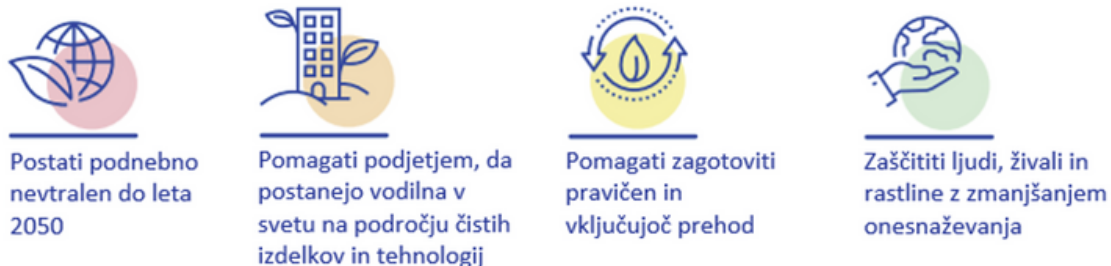 Postati podnebno
nevtralen do leta
2050
Pomagati podjetjem, da
postanejo vodilna v
svetu na področju čistih
izdelkov in tehnologij
Pomagati zagotoviti
pravičen in
vključujoč prehod
Zaščititi ljudi, živali in
rastline z zmanjšanjem
onesnaževanja